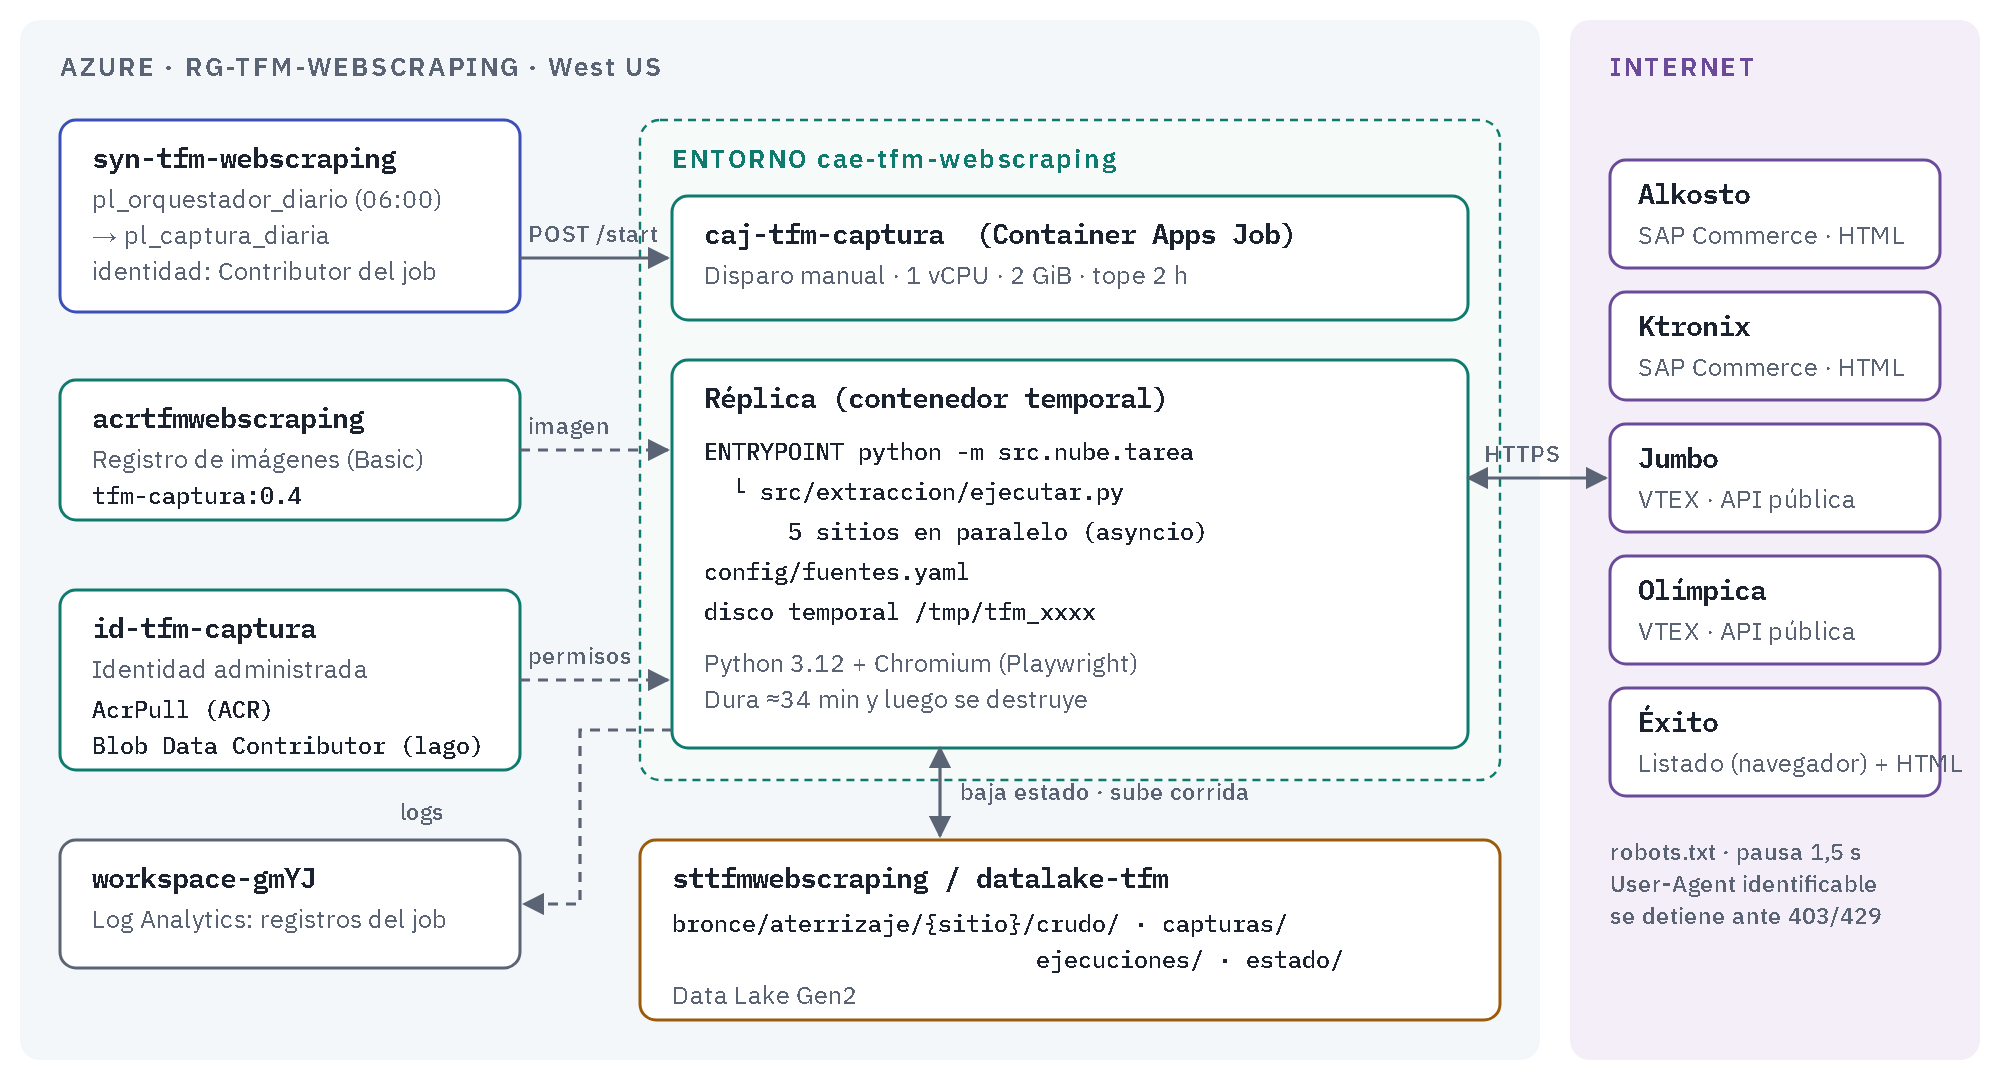 AZURE · RG-TFM-WEBSCRAPING · West US
syn-tfm-webscraping
pl_orquestador_diario (06:00)
→ pl_captura_diaria
identidad: Contributor del job
POST /start
acrtfmwebscraping
Registro de imágenes (Basic)
tfm-captura:0.4
imagen
id-tfm-captura
Identidad administrada
AcrPull (ACR)
Blob Data Contributor (lago)
permisos
logs
workspace-gmYJ
Log Analytics: registros del job
ENTORNO cae-tfm-webscraping
caj-tfm-captura  (Container Apps Job)
Disparo manual · 1 vCPU · 2 GiB · tope 2 h
Réplica (contenedor temporal)
ENTRYPOINT python -m src.nube.tarea
└ src/extraccion/ejecutar.py
5 sitios en paralelo (asyncio)
config/fuentes.yaml
disco temporal /tmp/tfm_xxxx
Python 3.12 + Chromium (Playwright)
Dura ≈34 min y luego se destruye
baja estado · sube corrida
sttfmwebscraping / datalake-tfm
bronce/aterrizaje/{sitio}/crudo/ · capturas/
ejecuciones/ · estado/
Data Lake Gen2
HTTPS
INTERNET
Alkosto
SAP Commerce · HTML
Ktronix
SAP Commerce · HTML
Jumbo
VTEX · API pública
Olímpica
VTEX · API pública
Éxito
Listado (navegador) + HTML
robots.txt · pausa 1,5 s
User-Agent identificable
se detiene ante 403/429